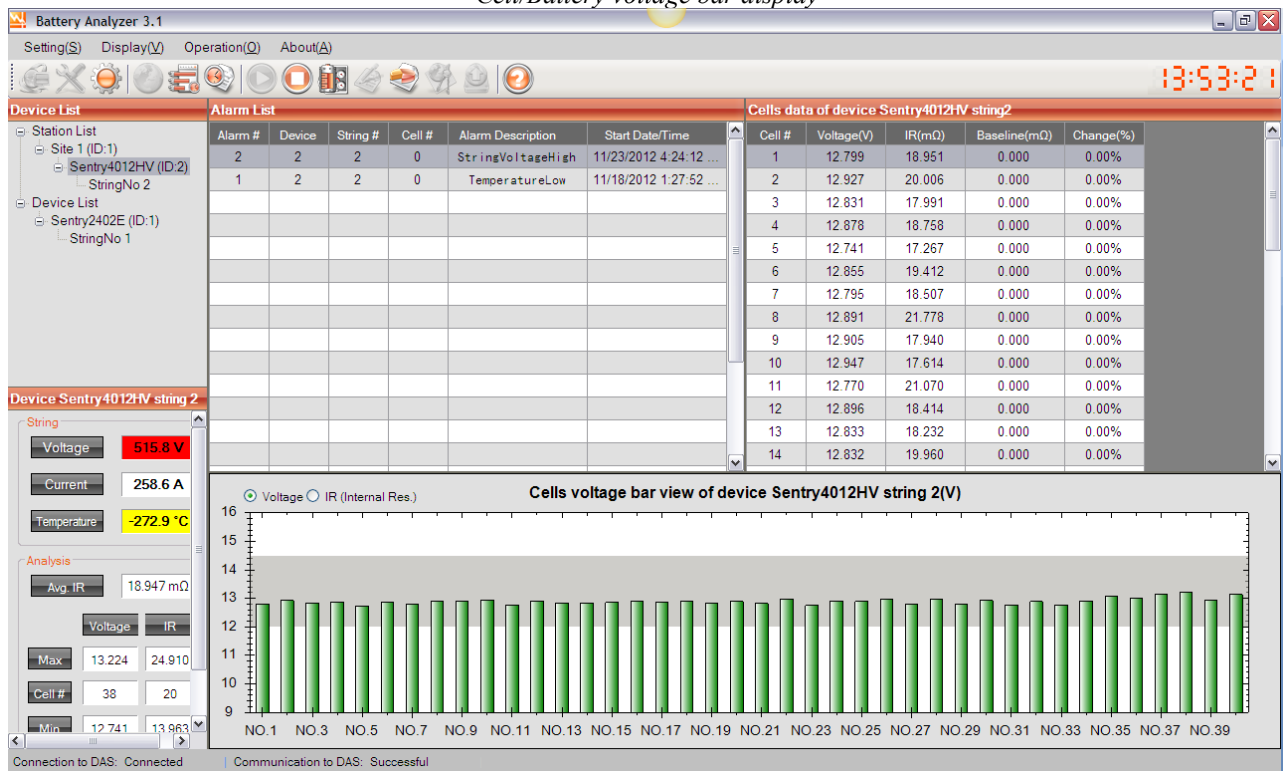 Cell/Battery voltage bar display
Battery Analyzer 3.1
Setting(S) Display(V) Operation(O) About(A)
13:53:21
Device List
Station List
Site 1 (ID:1)
Sentry4012HV (ID:2)
StringNo 2
Device List
Sentry2402E (ID:1)
StringNo 1
Alarm List
Alarm # Device String # Cell # Alarm Description Start Date/Time
2 2 2 0 StringVoltageHigh 11/23/2012 4:24:12 ...
1 2 2 0 TemperatureLow 11/18/2012 1:27:52 ...
Cells data of device Sentry4012HV string2
Cell # Voltage(V) IR(mΩ) Baseline(mΩ) Change(%)
1 12.799 18.951 0.000 0.00%
2 12.927 20.006 0.000 0.00%
3 12.831 17.991 0.000 0.00%
4 12.878 18.758 0.000 0.00%
5 12.741 17.267 0.000 0.00%
6 12.855 19.412 0.000 0.00%
7 12.795 18.507 0.000 0.00%
8 12.891 21.778 0.000 0.00%
9 12.905 17.940 0.000 0.00%
10 12.947 17.614 0.000 0.00%
11 12.770 21.070 0.000 0.00%
12 12.896 18.414 0.000 0.00%
13 12.833 18.232 0.000 0.00%
14 12.832 19.960 0.000 0.00%
Device Sentry4012HV string 2
String
Voltage 515.8 V
Current 258.6 A
Temperature -272.9 °C
Analysis
Avg. IR 18.947 mΩ
Voltage IR
Max 13.224 24.910
Cell # 38 20
Min 12.741 13.963
Voltage IR (Internal Res.)
Cells voltage bar view of device Sentry4012HV string 2(V)
16
15
14
13
12
11
10
9
NO.1 NO.3 NO.5 NO.7 NO.9 NO.11 NO.13 NO.15 NO.17 NO.19 NO.21 NO.23 NO.25 NO.27 NO.29 NO.31 NO.33 NO.35 NO.37 NO.39
Connection to DAS: Connected Communication to DAS: Successful